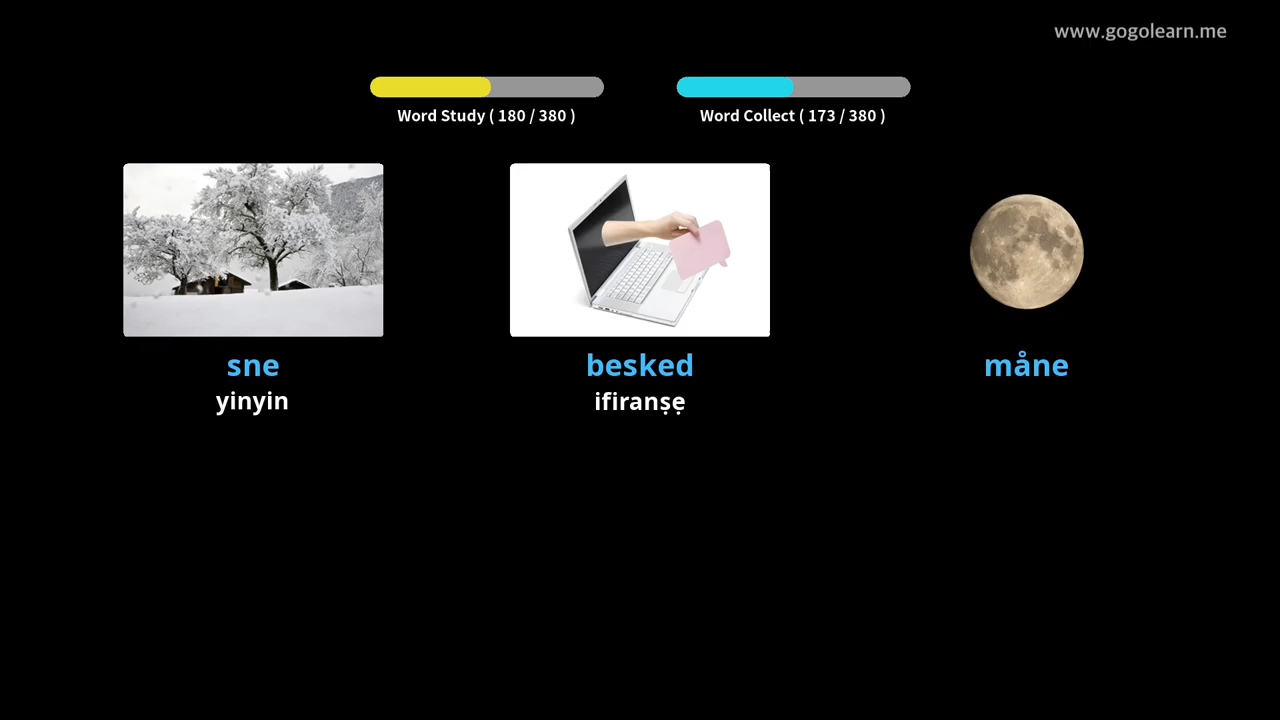 www.gogolearn.me
Word Study ( 180 / 380 )
Word Collect ( 173 / 380 )
sne
besked
måne
yinyin
ifiranṣẹ